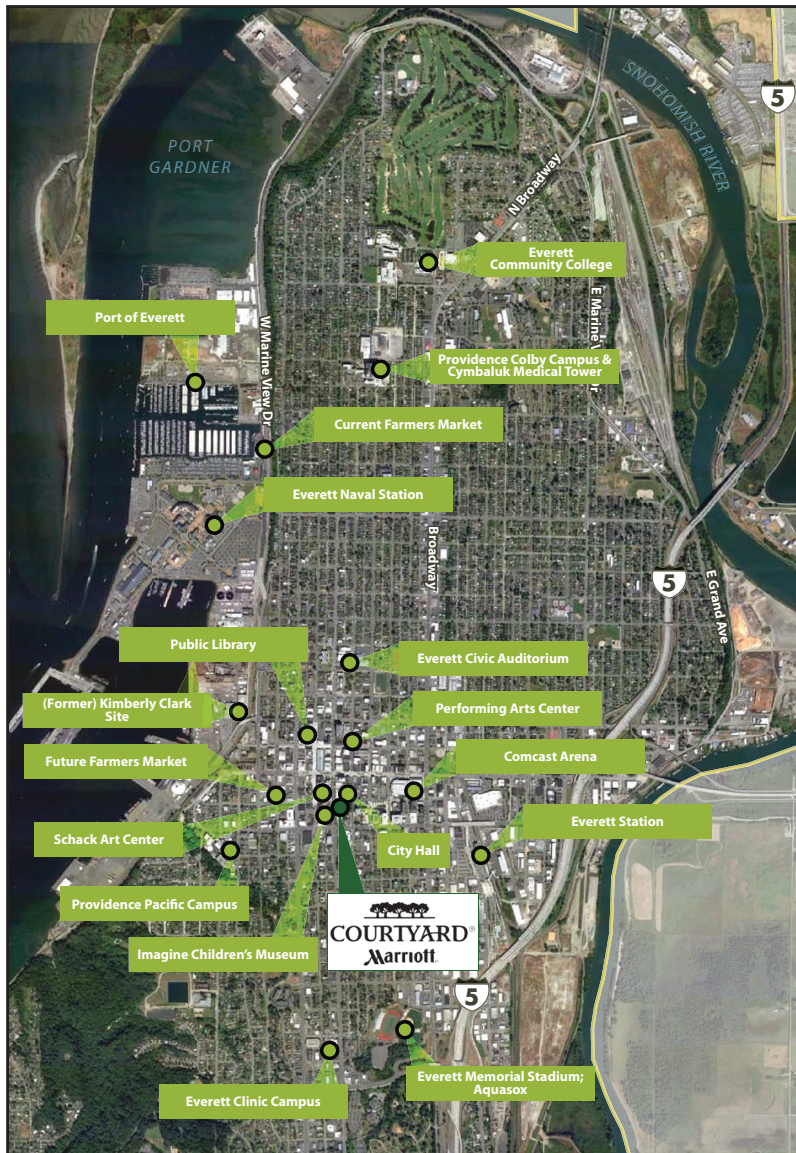 PORT
GARDNER
SNOHOMISH RIVER
5
N Broadway
Everett
Community College
Port of Everett
W Marine View Dr
E Marine V
Dr
Providence Colby Campus &
Cymbaluk Medical Tower
Current Farmers Market
Everett Naval Station
Broadway
5
E Grand Ave
Public Library
Everett Civic Auditorium
(Former) Kimberly Clark
Site
Performing Arts Center
Future Farmers Market
Comcast Arena
Schack Art Center
City Hall
Everett Station
Providence Pacific Campus
Imagine Children's Museum
COURTYARD®
Marriott
5
Everett Memorial Stadium;
Aquasox
Everett Clinic Campus